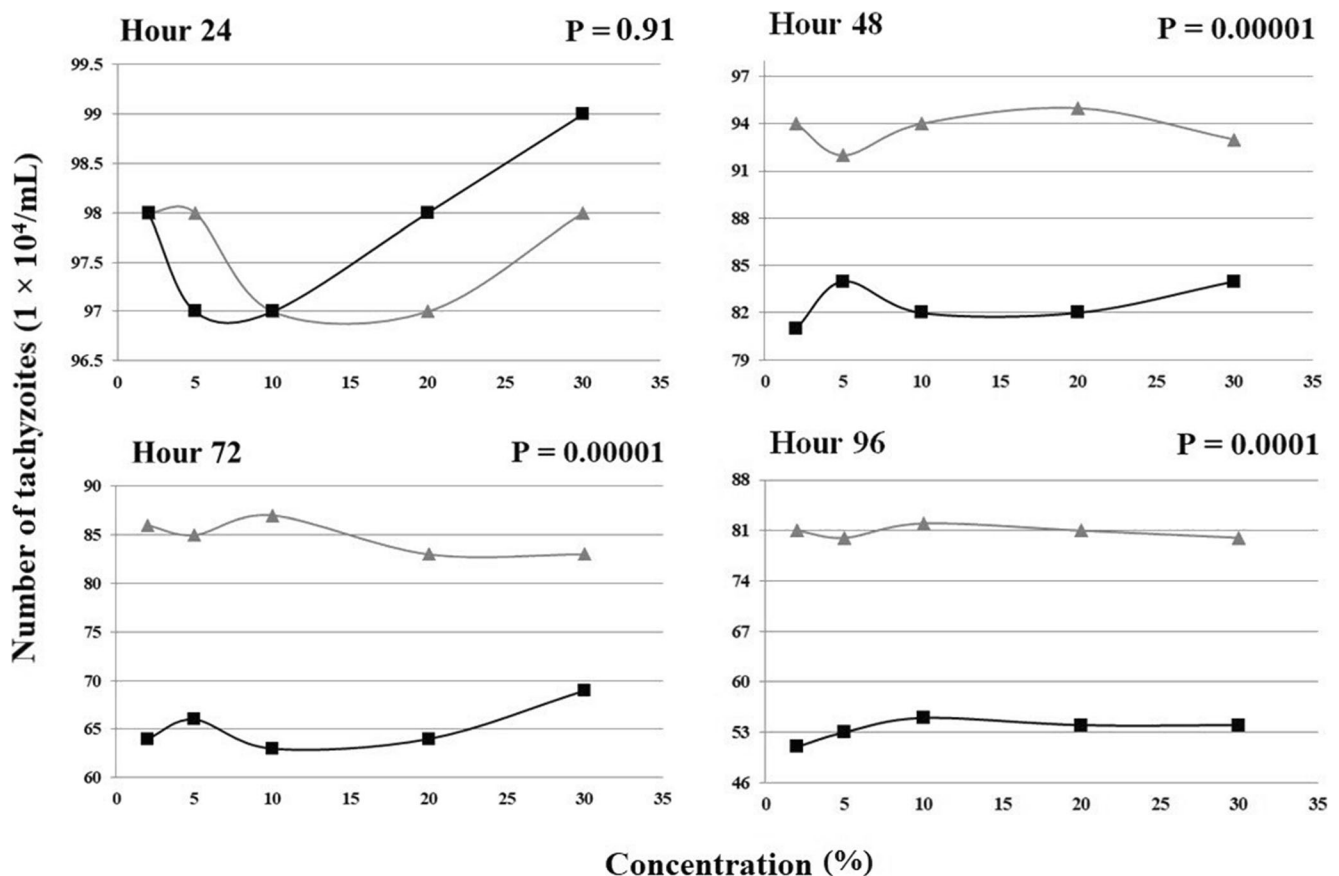 Hour 24 P = 0.91
99.5
99
98.5
98
97.5
97
96.5
0 5 10 15 20 25 30 35
Hour 48 P = 0.00001
97
94
91
88
85
82
79
0 5 10 15 20 25 30 35
Number of tachyzoites (1 × 10⁴/mL)
Hour 72 P = 0.00001
90
85
80
75
70
65
60
0 5 10 15 20 25 30 35
Hour 96 P = 0.0001
88
81
74
67
60
53
46
0 5 10 15 20 25 30 35
Concentration (%)